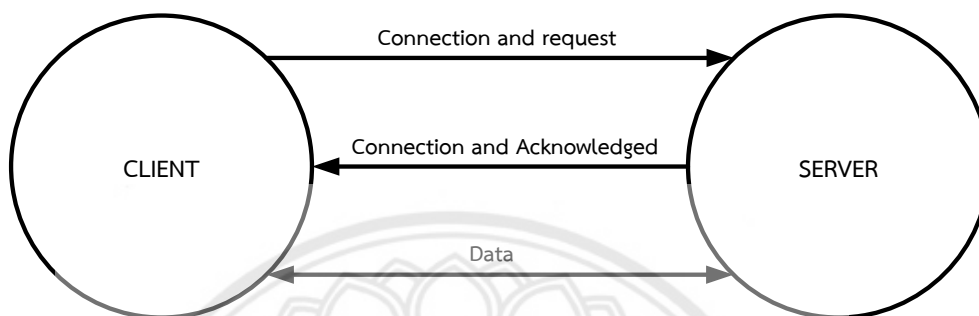 Connection and request
Connection and Acknowledged
CLIENT
SERVER
Data